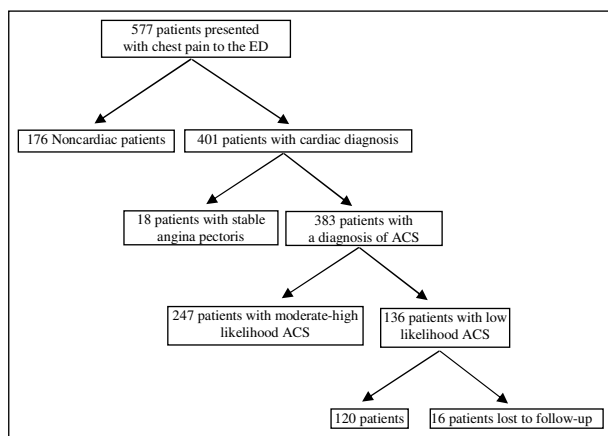 577 patients presented
with chest pain to the ED
176 Noncardiac patients
401 patients with cardiac diagnosis
18 patients with stable
angina pectoris
383 patients with
a diagnosis of ACS
247 patients with moderate-high
likelihood ACS
136 patients with low
likelihood ACS
120 patients
16 patients lost to follow-up